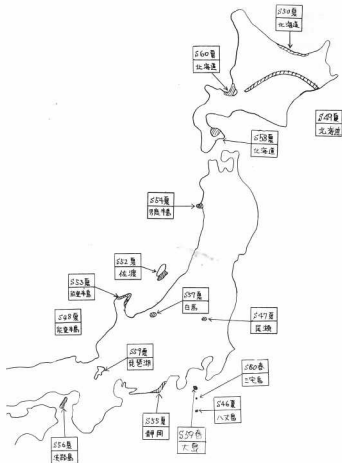 S50夏
北海道
S60夏
北海道
S49夏
北海道
S58夏
北海道
S54夏
男鹿半島
S52夏
佐渡
S53夏
能登半島
S57夏
白馬
S47夏
尾瀬
S48夏
能登半島
S59夏
琵琶湖
S50春
三宅島
S46夏
八丈島
S55夏
静岡
S59春
大島
S56夏
淡路島